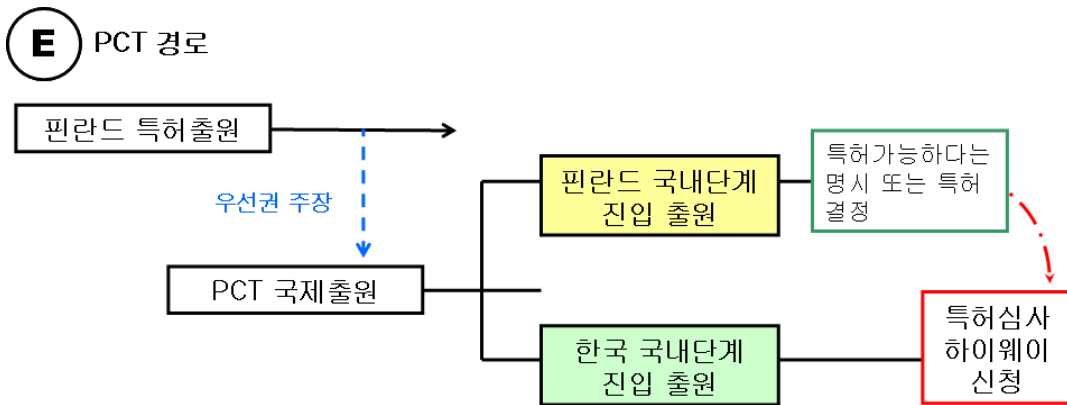 E PCT 경로
핀란드 특허출원
우선권 주장
PCT 국제출원
핀란드 국내단계
진입 출원
특허가능하다는
명시 또는 특허
결정
한국 국내단계
진입 출원
특허심사
하이웨이
신청